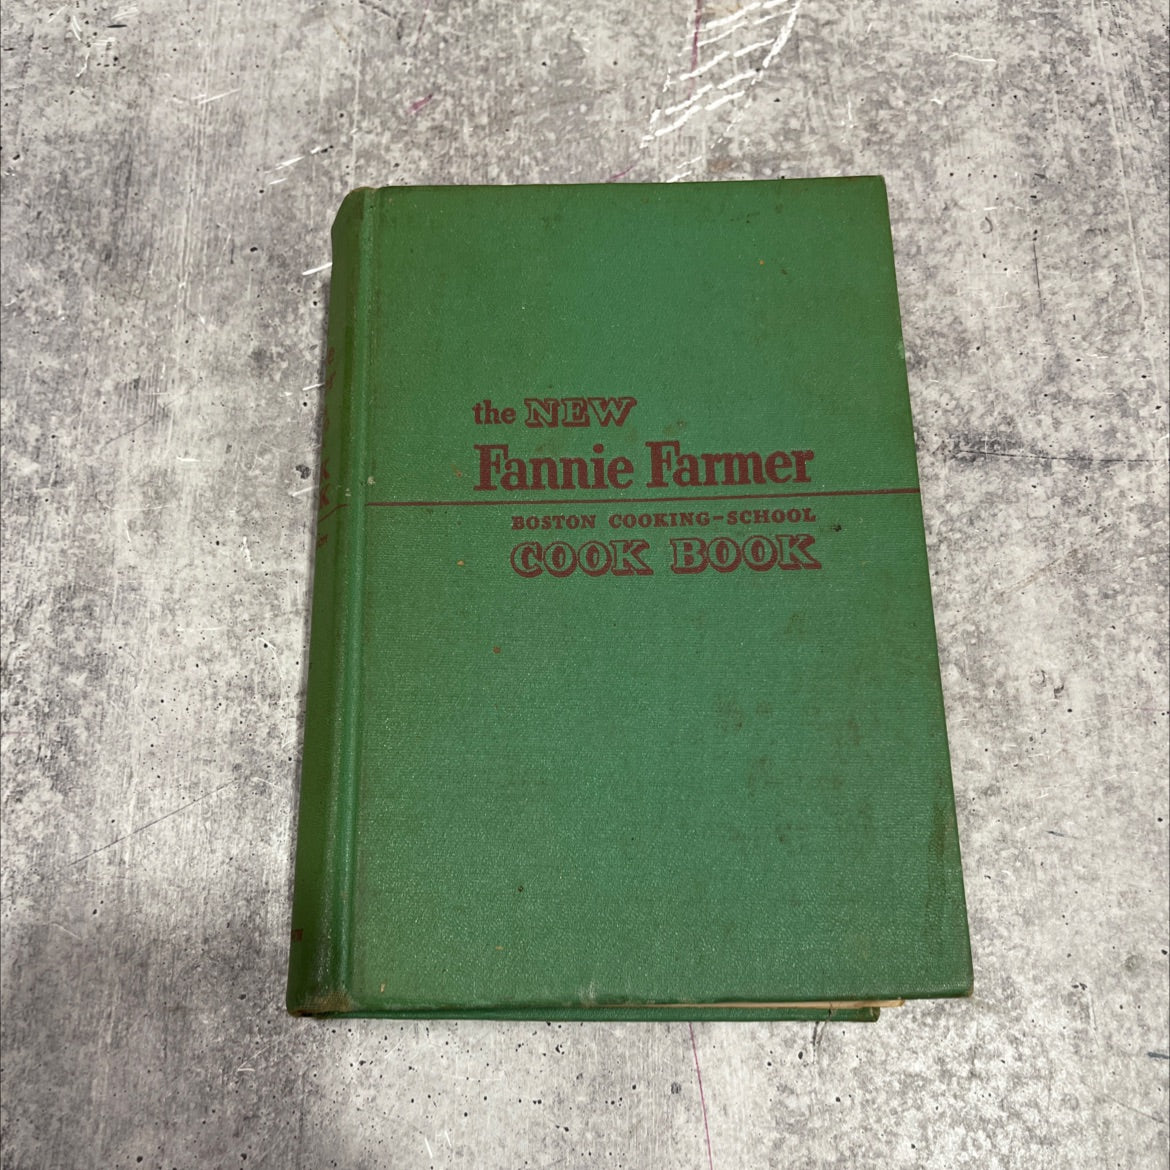 the NEW
Fannie Farmer
BOSTON COOKING-SCHOOL
COOK BOOK